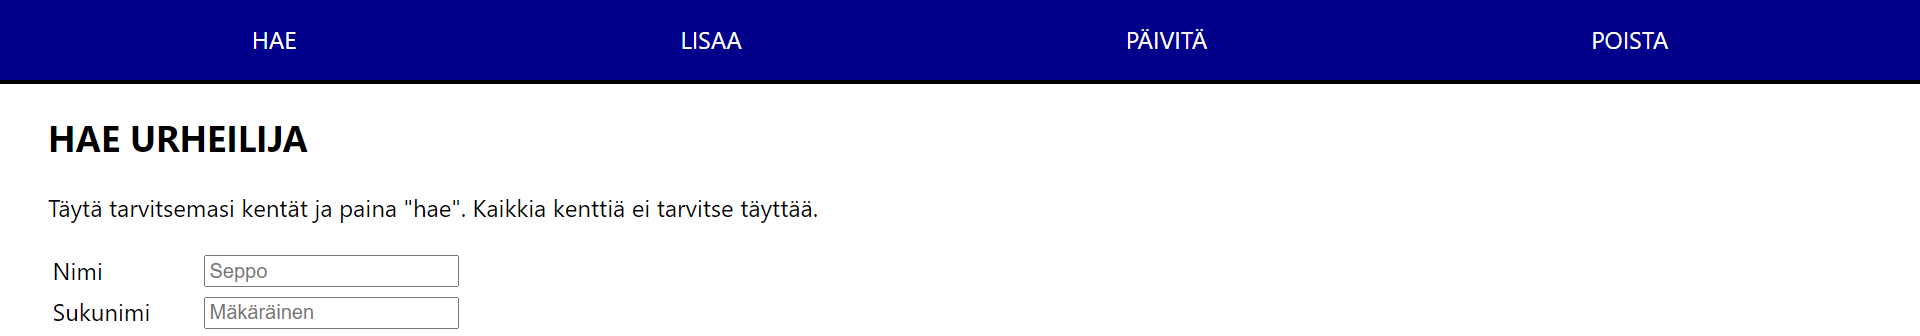 HAE LISAA PÄIVITÄ POISTA
HAE URHEILIJA
Täytä tarvitsemasi kentät ja paina "hae". Kaikkia kenttiä ei tarvitse täyttää.
Nimi Seppo
Sukunimi Mäkäräinen